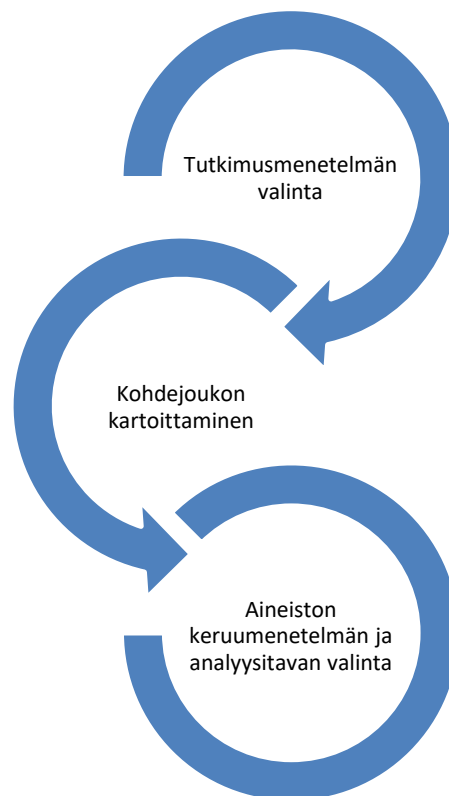 Tutkimusmenetelmän
valinta
Kohdejoukon
kartoittaminen
Aineiston
keruumenetelmän ja
analyysitavan valinta